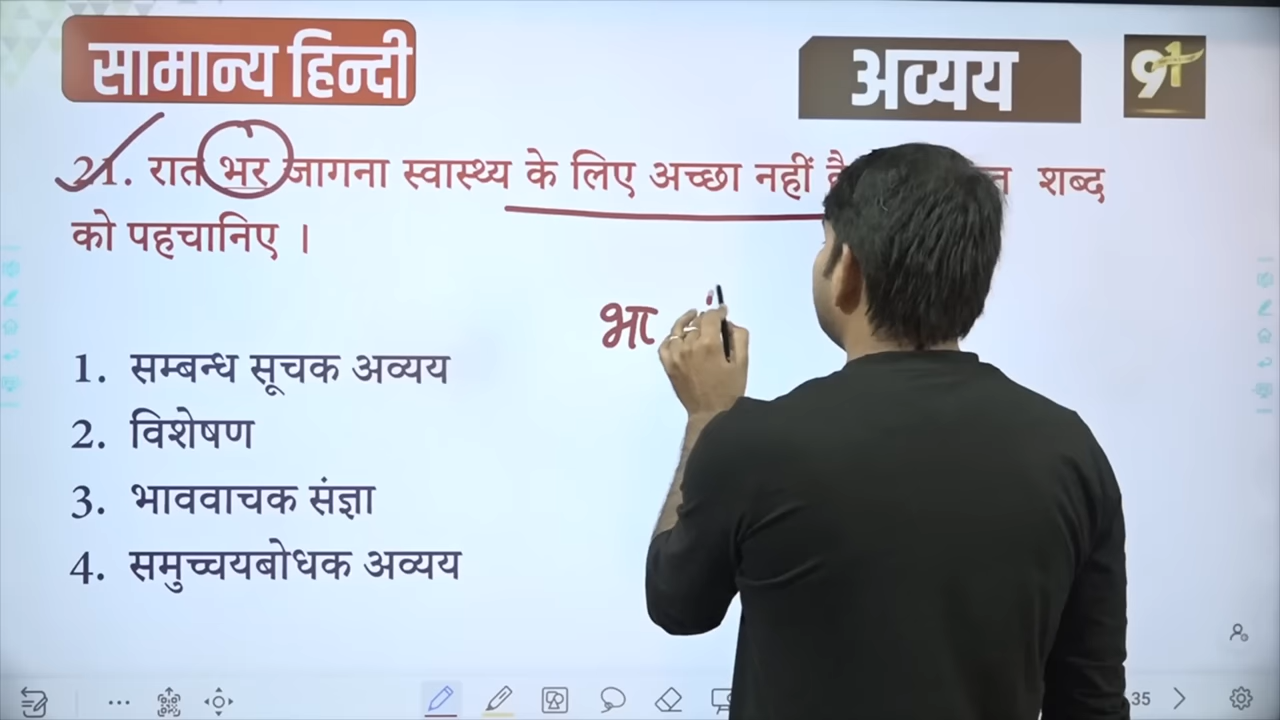 सामान्य हिन्दी
अव्यय
9
21. रात भर जागना स्वास्थ्य के लिए अच्छा नहीं शब्द
को पहचानिए ।
भा
1. सम्बन्ध सूचक अव्यय
2. विशेषण
3. भाववाचक संज्ञा
4. समुच्चयबोधक अव्यय
35